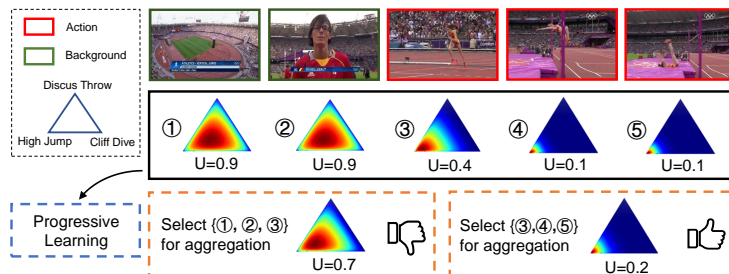 Action
Background
Discus Throw
High Jump
Cliff Dive
① ② ③ ④ ⑤
U=0.9 U=0.9 U=0.4 U=0.1 U=0.1
Progressive
Learning
Select {①, ②, ③}
for aggregation
U=0.7
Select {③,④,⑤}
for aggregation
U=0.2